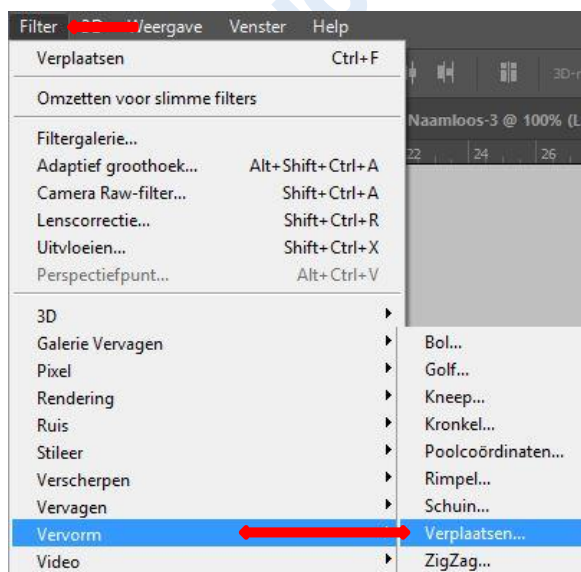 Filter 3D Weergave Venster Help
Verplaatsen Ctrl+F
Omzetten voor slimme filters
Filtergalerie...
Adaptief groothoek... Alt+Shift+Ctrl+A
Camera Raw-filter... Shift+Ctrl+A
Lenscorrectie... Shift+Ctrl+R
Uitvloeien... Shift+Ctrl+X
Perspectiefpunt... Alt+Ctrl+V
3D
Galerie Vervagen
Pixel
Rendering
Ruis
Stileer
Verscherpen
Vervagen
Vervorm
Video
Naamloos-3 @ 100% (L
22 24 26
Bol...
Golf...
Kneep...
Kronkel...
Poolcoördinaten...
Rimpel...
Schuin...
Verplaatsen...
ZigZag...